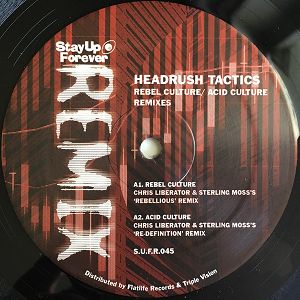 Stay Up
Forever
REMIX
HEADRUSH TACTICS
REBEL CULTURE/ ACID CULTURE
REMIXES
A1. REBEL CULTURE
CHRIS LIBERATOR & STERLING MOSS'S
'REBELLIOUS' REMIX
A2. ACID CULTURE
CHRIS LIBERATOR & STERLING MOSS'S
'RE-DEFINITION' REMIX
S.U.F.R.045
Distributed by Flatlife Records & Triple Vision